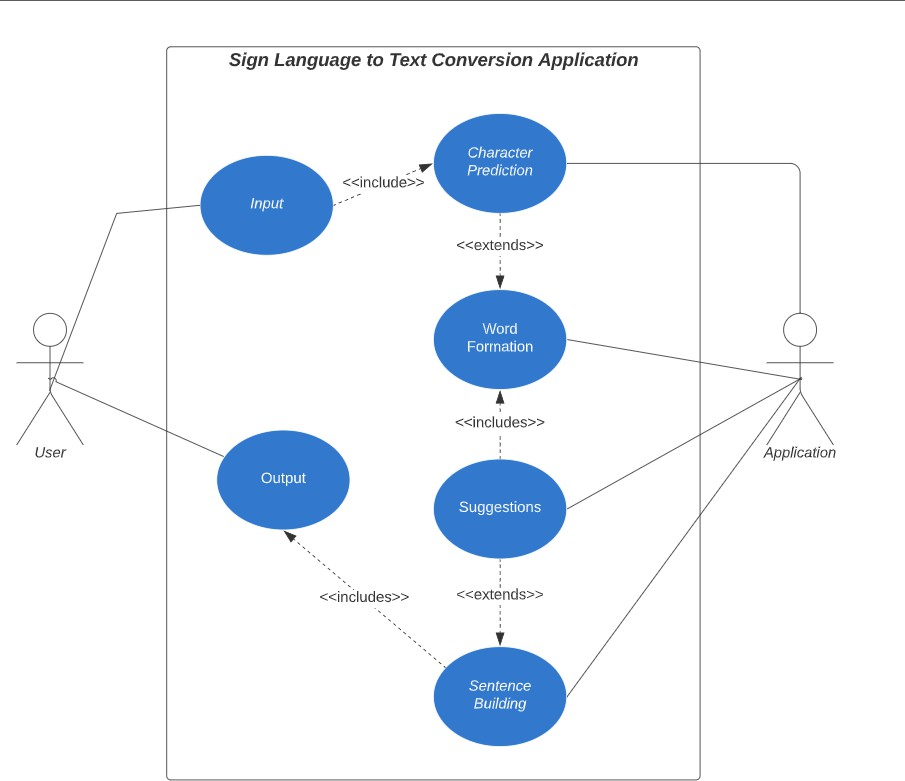 Sign Language to Text Conversion Application
Character
Prediction
<<include>>
Input
<<extends>>
Word
Formation
<<includes>>
User
Application
Output
Suggestions
<<includes>>
<<extends>>
Sentence
Building